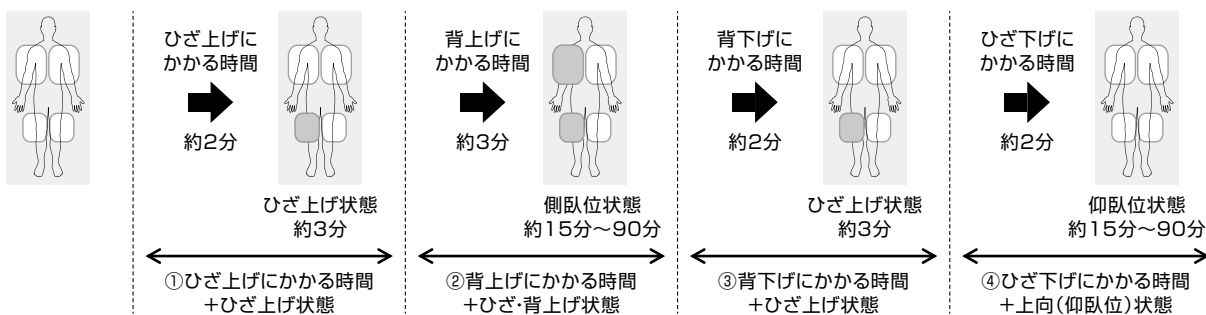 ひざ上げに
かかる時間
約2分
ひざ上げ状態
約3分
①ひざ上げにかかる時間
+ひざ上げ状態
背上げに
かかる時間
約3分
側臥位状態
約15分〜90分
②背上げにかかる時間
+ひざ・背上げ状態
背下げに
かかる時間
約2分
ひざ上げ状態
約3分
③背下げにかかる時間
+ひざ上げ状態
ひざ下げに
かかる時間
約2分
仰臥位状態
約15分〜90分
④ひざ下げにかかる時間
+上向(仰臥位)状態